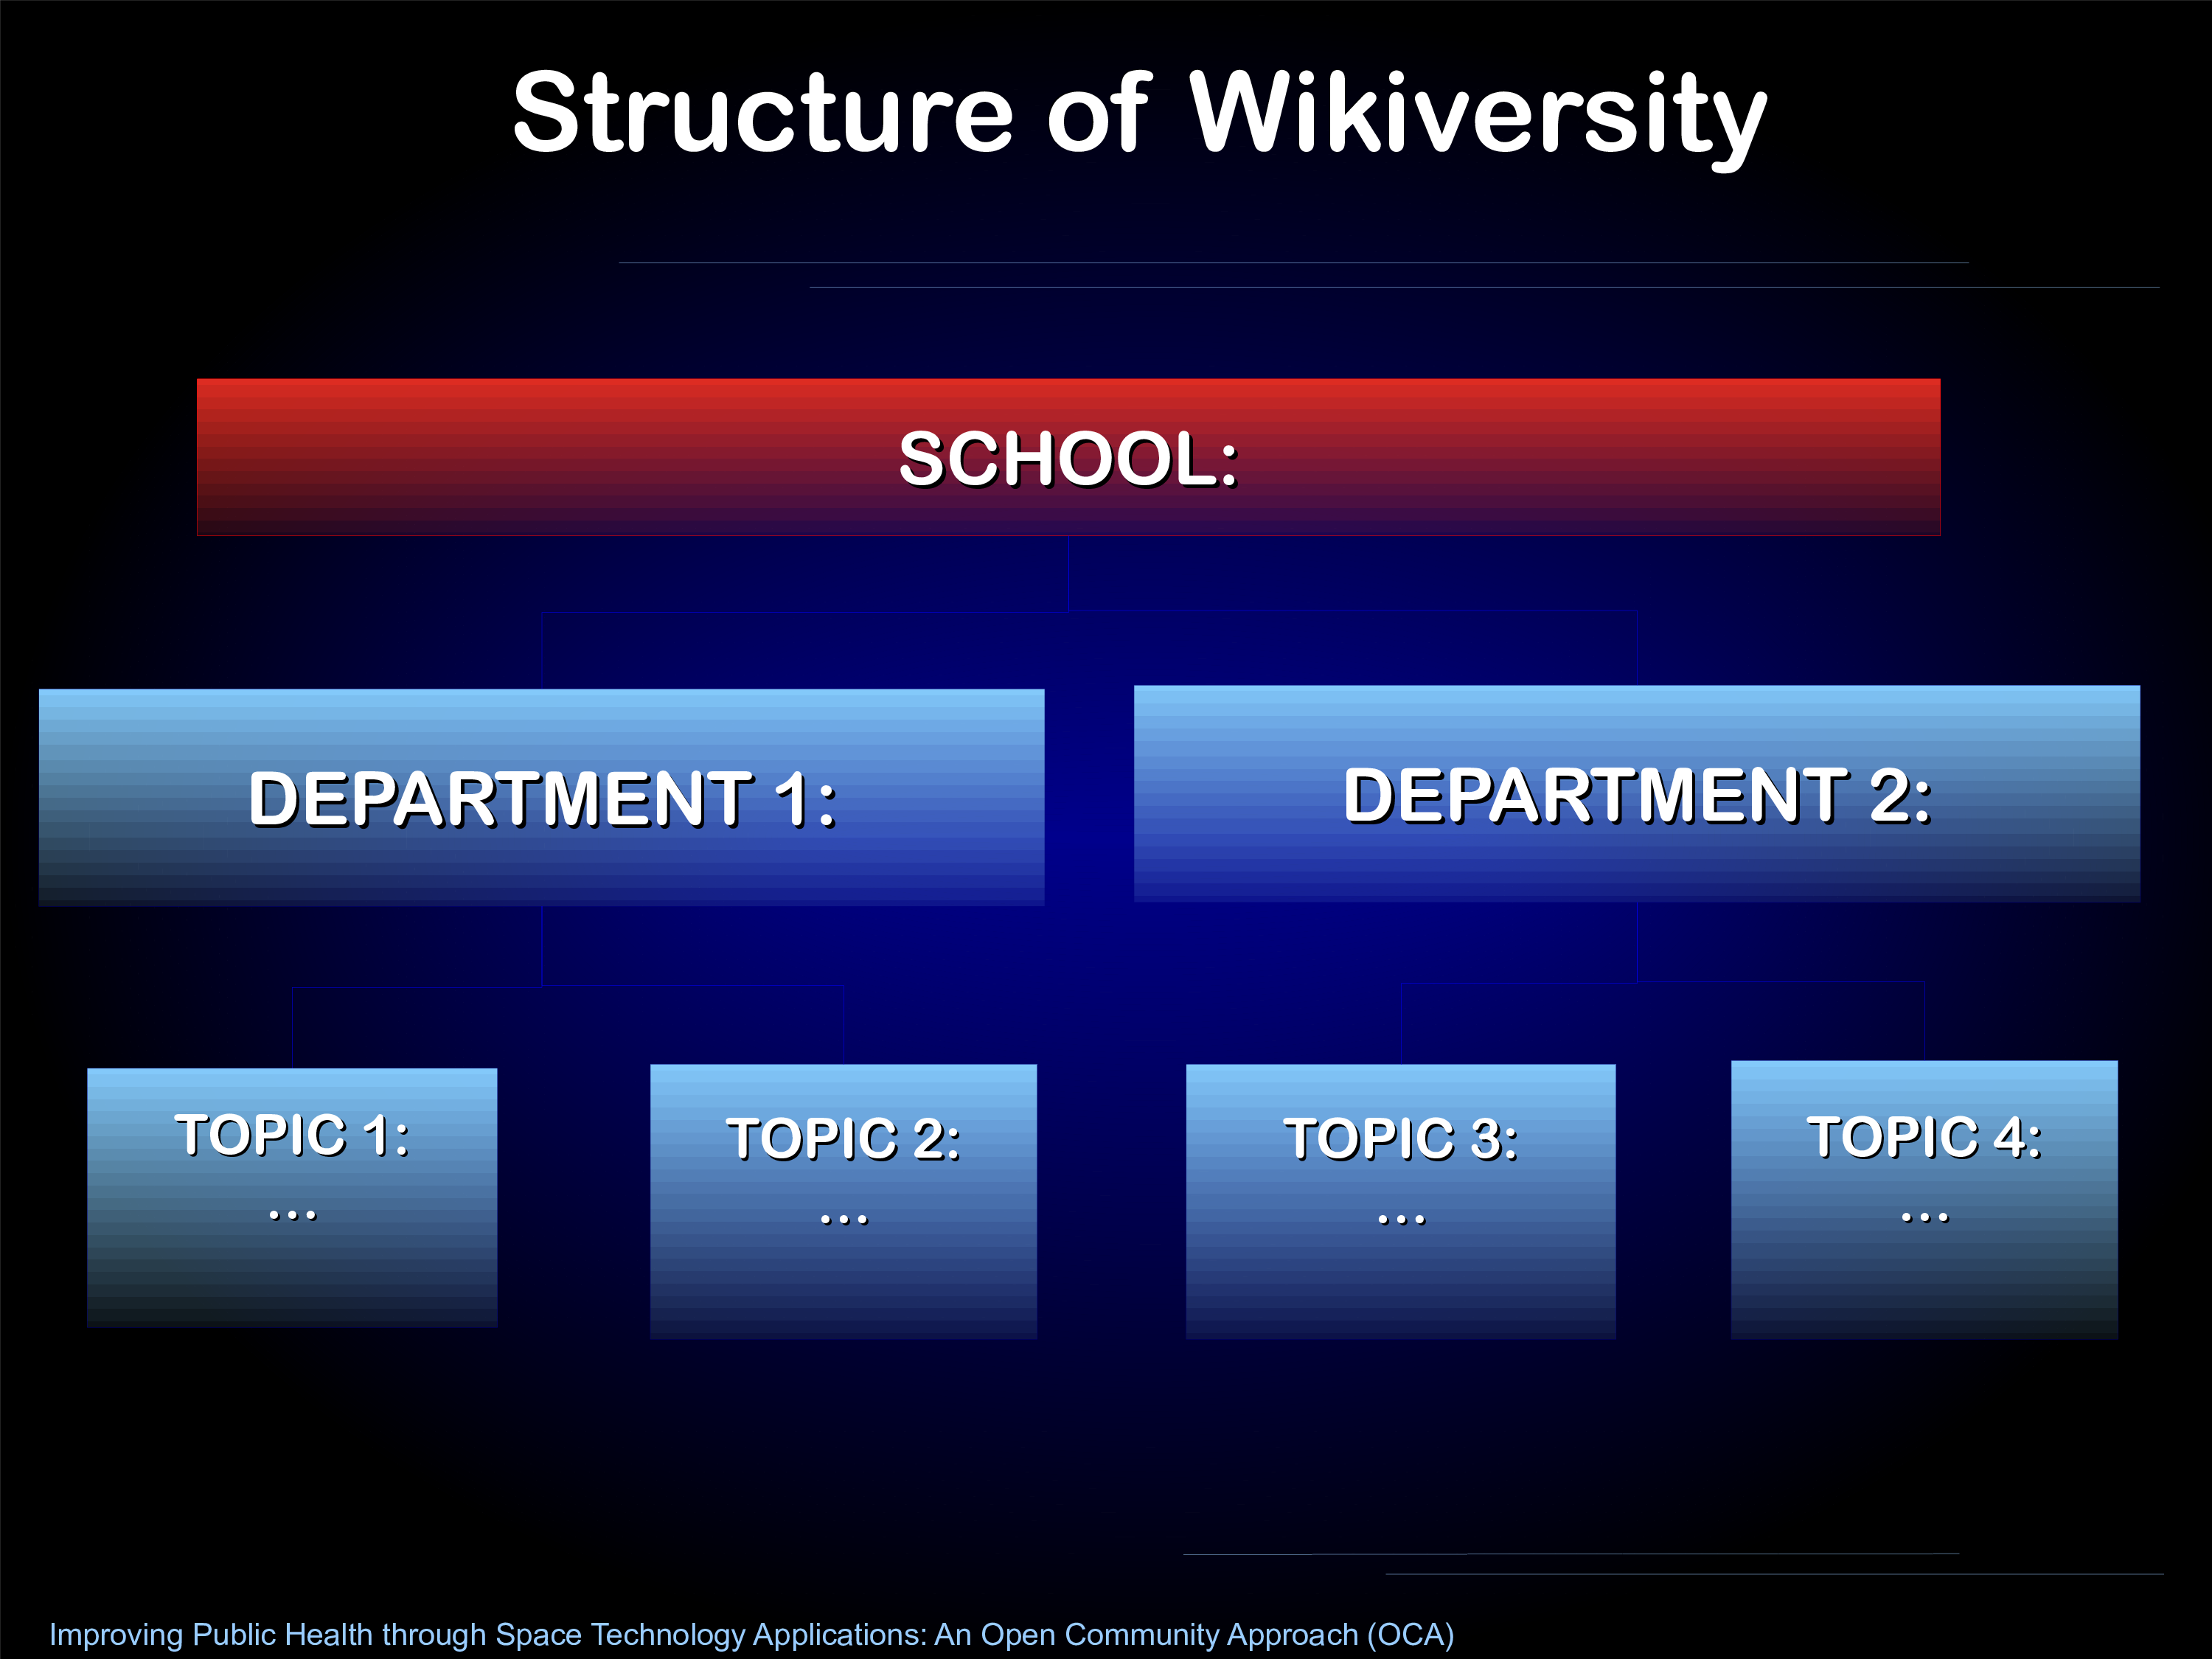 Structure of Wikiversity
SCHOOL:
DEPARTMENT 1:
DEPARTMENT 2:
TOPIC 1:
...
TOPIC 2:
...
TOPIC 3:
...
TOPIC 4:
...
Improving Public Health through Space Technology Applications: An Open Community Approach (OCA)